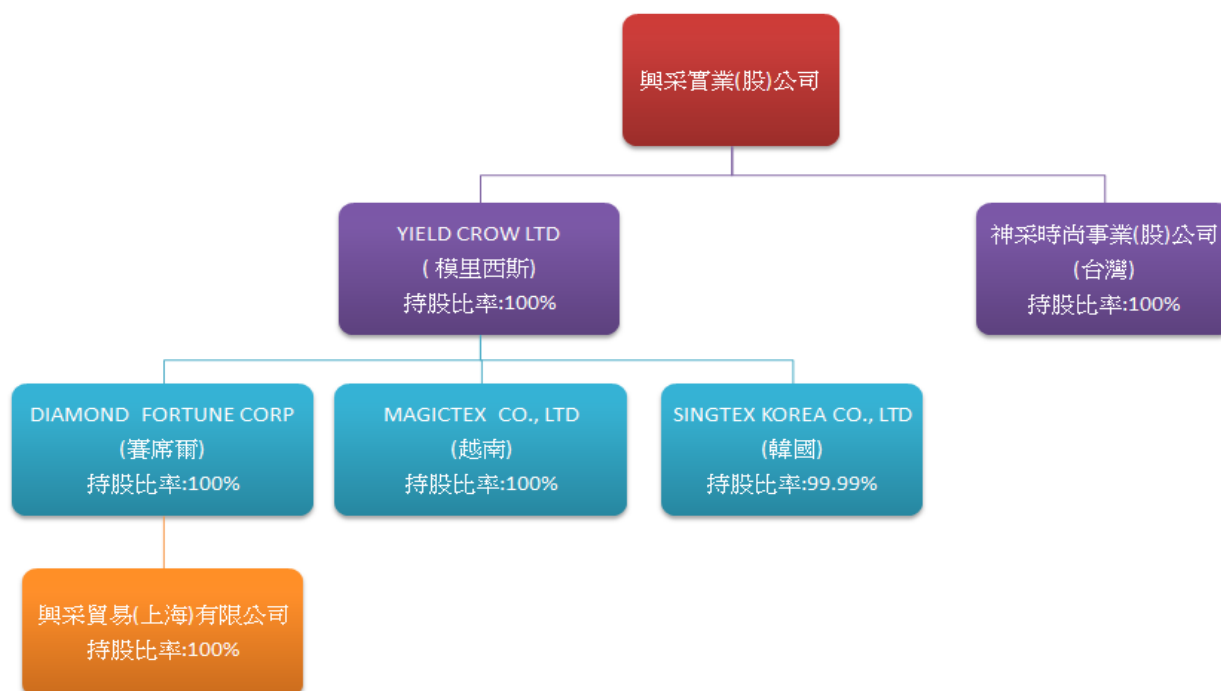 興采實業(股)公司
YIELD CROW LTD
( 模里西斯)
持股比率:100%
神采時尚事業(股)公司
(台灣)
持股比率:100%
DIAMOND  FORTUNE CORP
(賽席爾)
持股比率:100%
MAGICTEX  CO., LTD
(越南)
持股比率:100%
SINGTEX KOREA CO., LTD
(韓國)
持股比率:99.99%
興采貿易(上海)有限公司
持股比率:100%